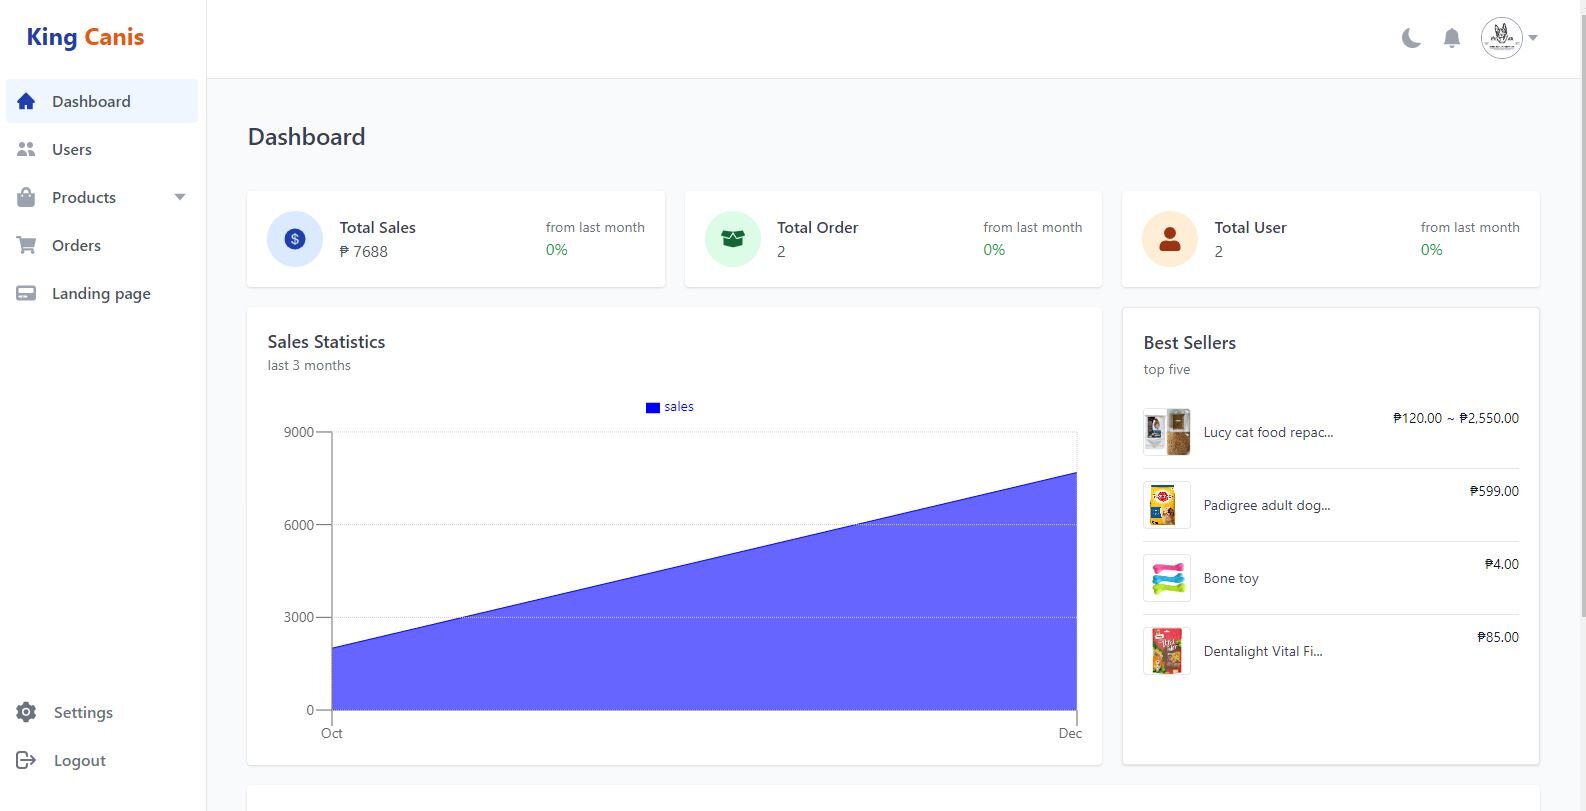 King Canis
Dashboard
Users
Products
Orders
Landing page
Settings
Logout
Dashboard
Total Sales
₱ 7688
from last month
0%
Total Order
2
from last month
0%
Total User
2
from last month
0%
Sales Statistics
last 3 months
sales
9000
6000
3000
0
Oct
Dec
Best Sellers
top five
Lucy cat food repac...
₱120.00 ~ ₱2,550.00
Padigree adult dog...
₱599.00
Bone toy
₱4.00
Dentalight Vital Fi...
₱85.00